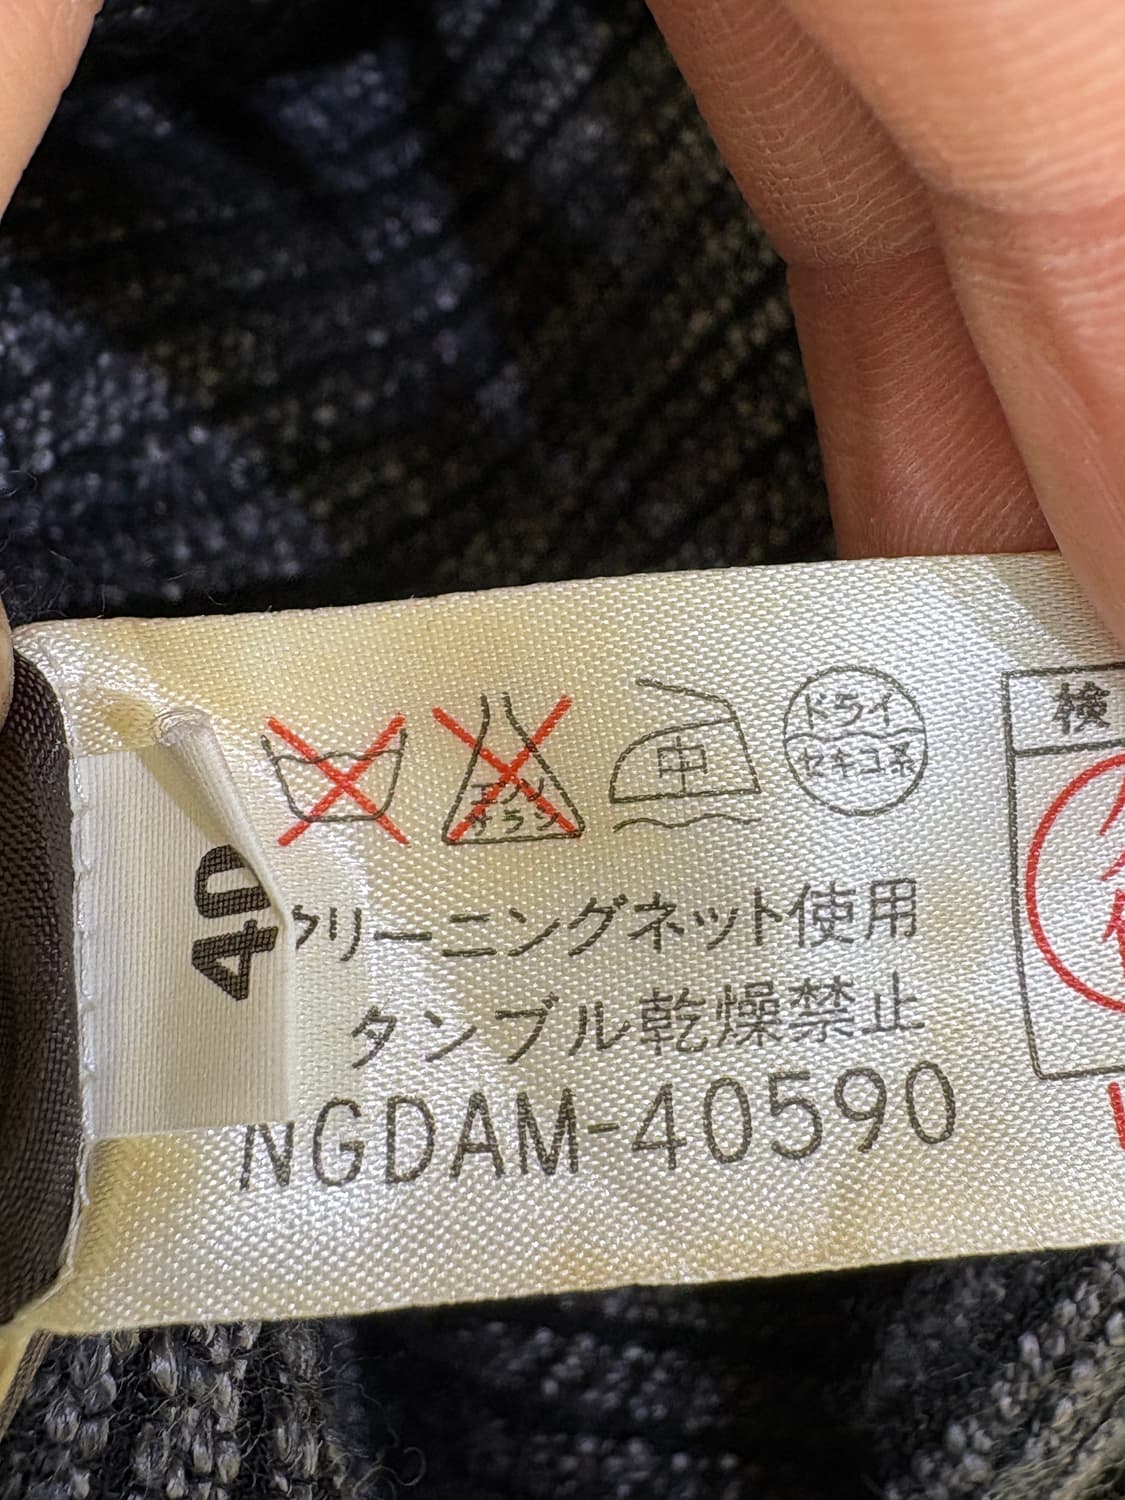 エンソ
サラシ
中
ドライ
セキユ系
検
4D
クリーニングネット使用
タンブル乾燥禁止
NGDAM-40590